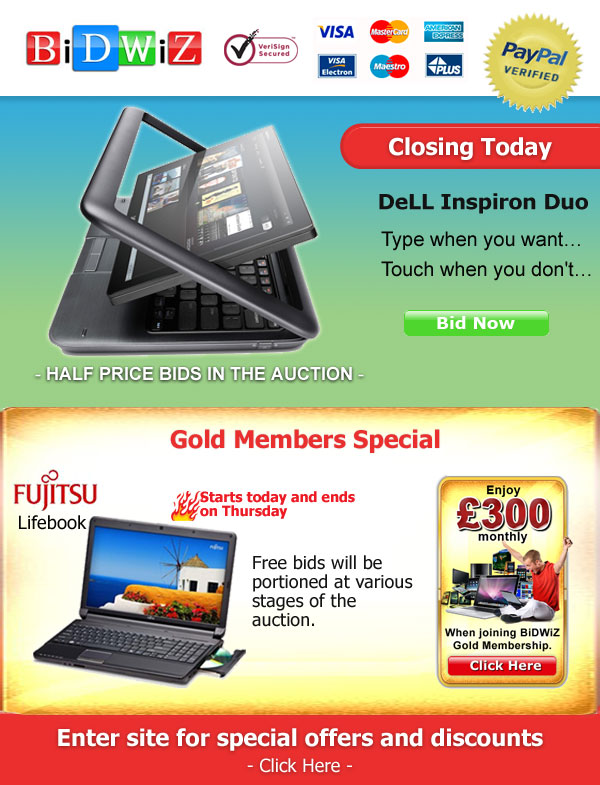 BiDWiZ
VeriSign
Secured
VISA
MasterCard
AMERICAN
EXPRESS
VISA
Electron
Maestro
PLUS
PayPal
VERIFIED
Closing Today
DeLL Inspiron Duo
Type when you want...
Touch when you don't...
Bid Now
- HALF PRICE BIDS IN THE AUCTION -
Gold Members Special
FUJITSU
Lifebook
Starts today and ends
on Thursday
Free bids will be
portioned at various
stages of the
auction.
Enjoy
£300
monthly
When joining BiDWiZ
Gold Membership.
Click Here
Enter site for special offers and discounts
- Click Here -